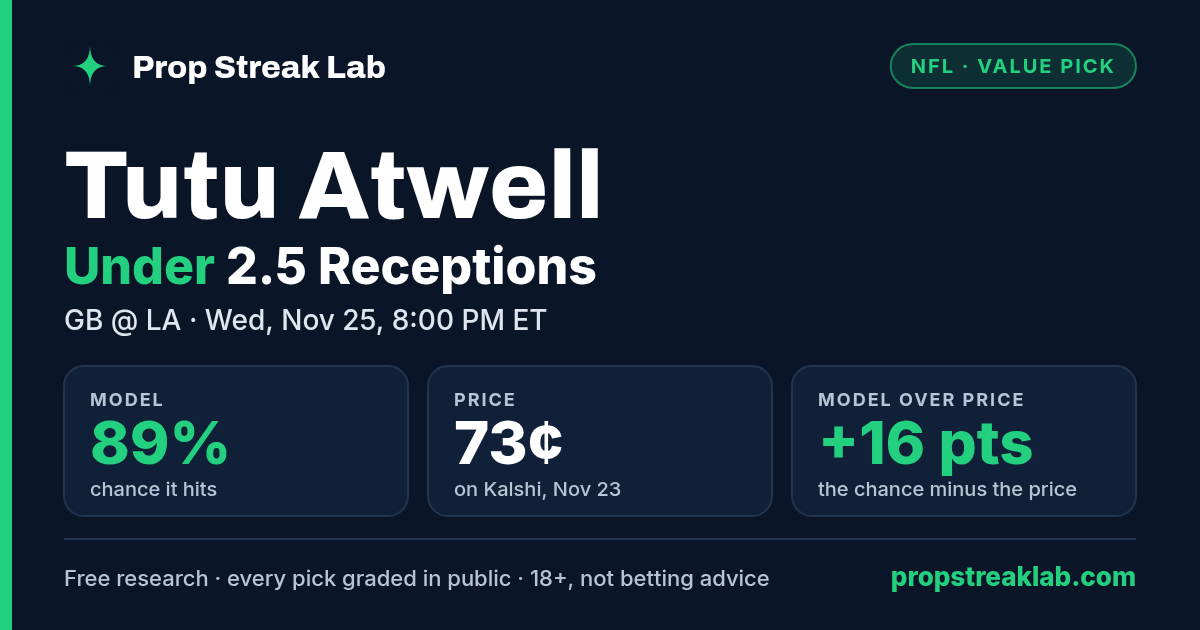 Prop Streak Lab
NFL · VALUE PICK
Tutu Atwell
Under 2.5 Receptions
GB @ LA · Wed, Nov 25, 8:00 PM ET
MODEL
89%
chance it hits
PRICE
73¢
on Kalshi, Nov 23
MODEL OVER PRICE
+16 pts
the chance minus the price
Free research · every pick graded in public · 18+, not betting advice
propstreaklab.com